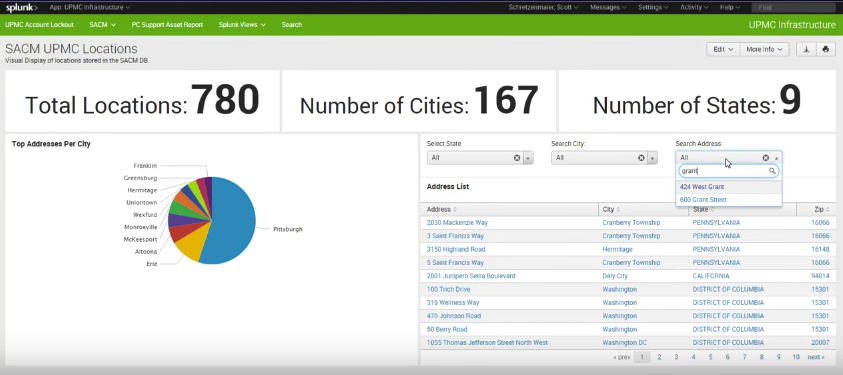 splunk> App: UPMC Infrastructure Schretzenmaier, Scott Messages Settings Activity Help Find
UPMC Account Lockout SACM PC Support Asset Report Splunk Views Search UPMC Infrastructure
SACM UPMC Locations
Visual Display of locations stored in the SACM DB
Edit More Info
Total Locations: 780
Number of Cities: 167
Number of States: 9
Top Addresses Per City
Franklin
Greensburg
Hermitage
Uniontown
Wexford
Monroeville
McKeesport
Altoona
Erie
Pittsburgh
Select State Search City: Search Address:
All All All
grant
424 West Grant
600 Grant Street
Address List
Address City State Zip
2030 Mackenzie Way Cranberry Township PENNSYLVANIA 16066
3 Saint Francis Way Cranberry Township PENNSYLVANIA 16066
3150 Highland Road Hermitage PENNSYLVANIA 16148
5 Saint Francis Way Cranberry Township PENNSYLVANIA 16066
2001 Junipero Serra Boulevard Daly City CALIFORNIA 94014
100 Trich Drive Washington DISTRICT OF COLUMBIA 15301
319 Wellness Way Washington DISTRICT OF COLUMBIA 15301
470 Johnson Road Washington DISTRICT OF COLUMBIA 15301
50 Berry Road Washington DISTRICT OF COLUMBIA 15301
1055 Thomas Jefferson Street North West Washington DC DISTRICT OF COLUMBIA 20007
« prev 1 2 3 4 5 6 7 8 9 10 next »